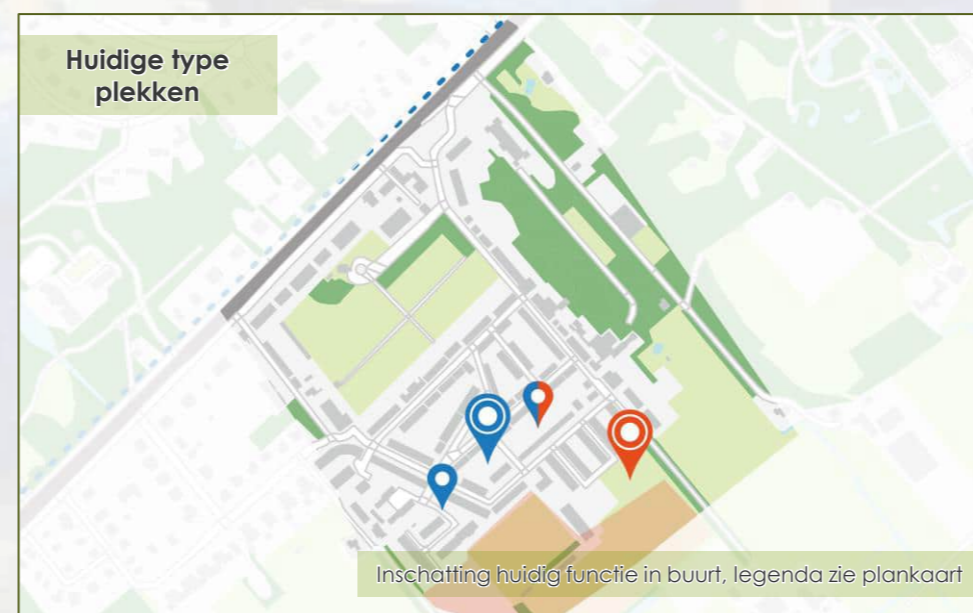 Huidige type
plekken
Inschatting huidig functie in buurt, legenda zie plankaart